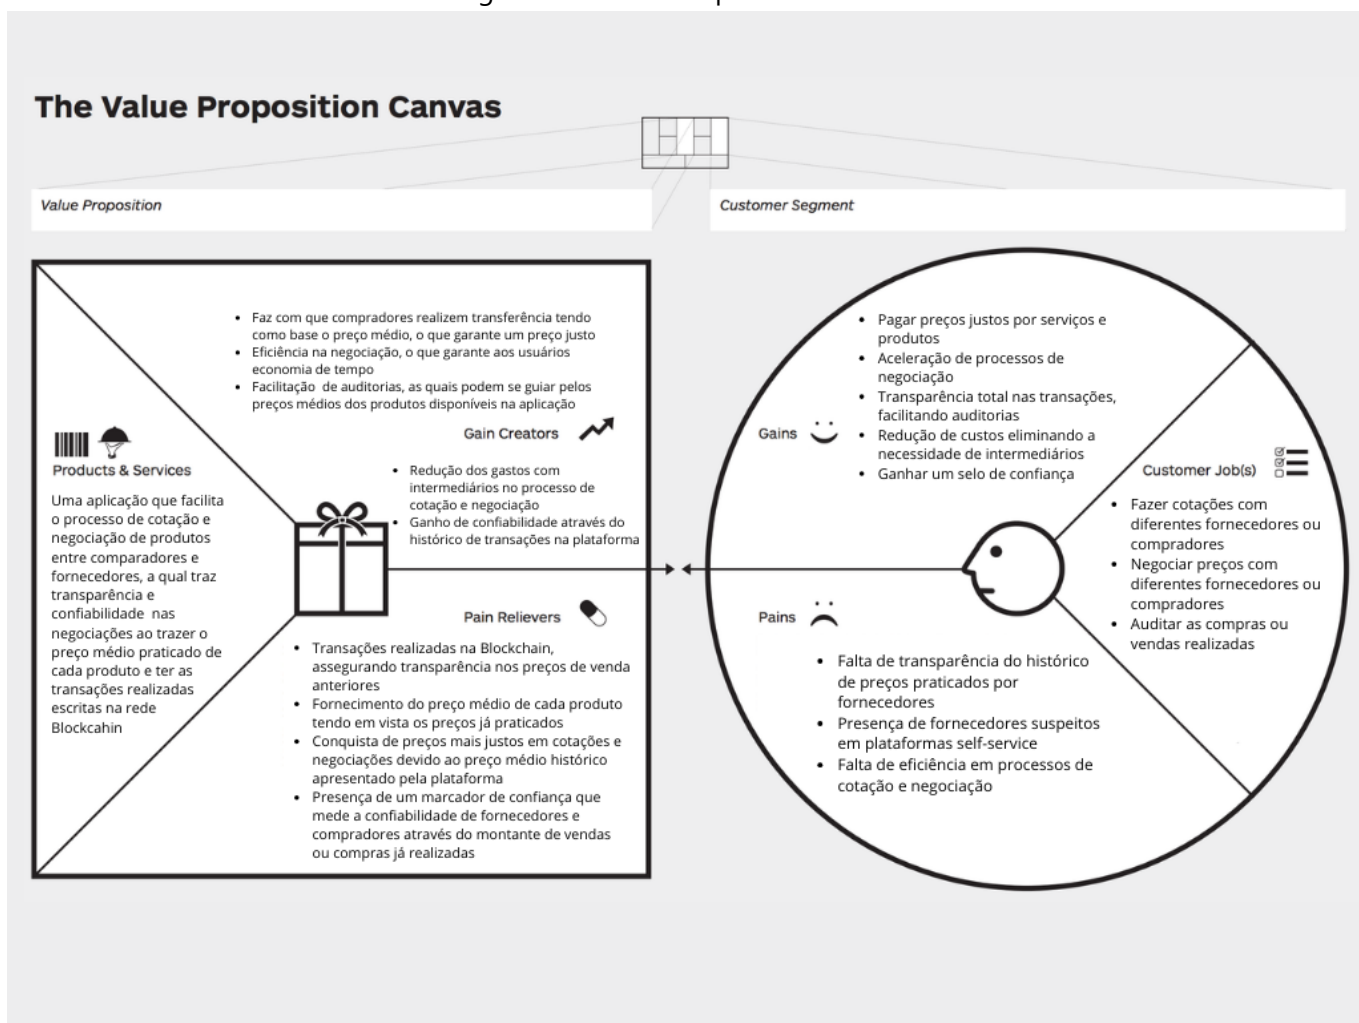 The Value Proposition Canvas
Value Proposition
Customer Segment
• Faz com que compradores realizem transferência tendo
como base o preço médio, o que garante um preço justo
• Eficiência na negociação, o que garante aos usuários
economia de tempo
• Facilitação de auditorias, as quais podem se guiar pelos
preços médios dos produtos disponíveis na aplicação
Gain Creators
• Redução dos gastos com
intermediários no processo de
cotação e negociação
• Ganho de confiabilidade através do
histórico de transações na plataforma
Products & Services
Uma aplicação que facilita
o processo de cotação e
negociação de produtos
entre comparadores e
fornecedores, a qual traz
transparência e
confiabilidade nas
negociações ao trazer o
preço médio praticado de
cada produto e ter as
transações realizadas
escritas na rede
Blockcahin
Pain Relievers
• Transações realizadas na Blockchain,
assegurando transparência nos preços de venda
anteriores
• Fornecimento do preço médio de cada produto
tendo em vista os preços já praticados
• Conquista de preços mais justos em cotações e
negociações devido ao preço médio histórico
apresentado pela plataforma
• Presença de um marcador de confiança que
mede a confiabilidade de fornecedores e
compradores através do montante de vendas
ou compras já realizadas
• Pagar preços justos por serviços e
produtos
• Aceleração de processos de
negociação
• Transparência total nas transações,
facilitando auditorias
• Redução de custos eliminando a
necessidade de intermediários
• Ganhar um selo de confiança
Gains
Customer Job(s)
• Fazer cotações com
diferentes fornecedores ou
compradores
• Negociar preços com
diferentes fornecedores ou
compradores
• Auditar as compras ou
vendas realizadas
Pains
• Falta de transparência do histórico
de preços praticados por
fornecedores
• Presença de fornecedores suspeitos
em plataformas self-service
• Falta de eficiência em processos de
cotação e negociação